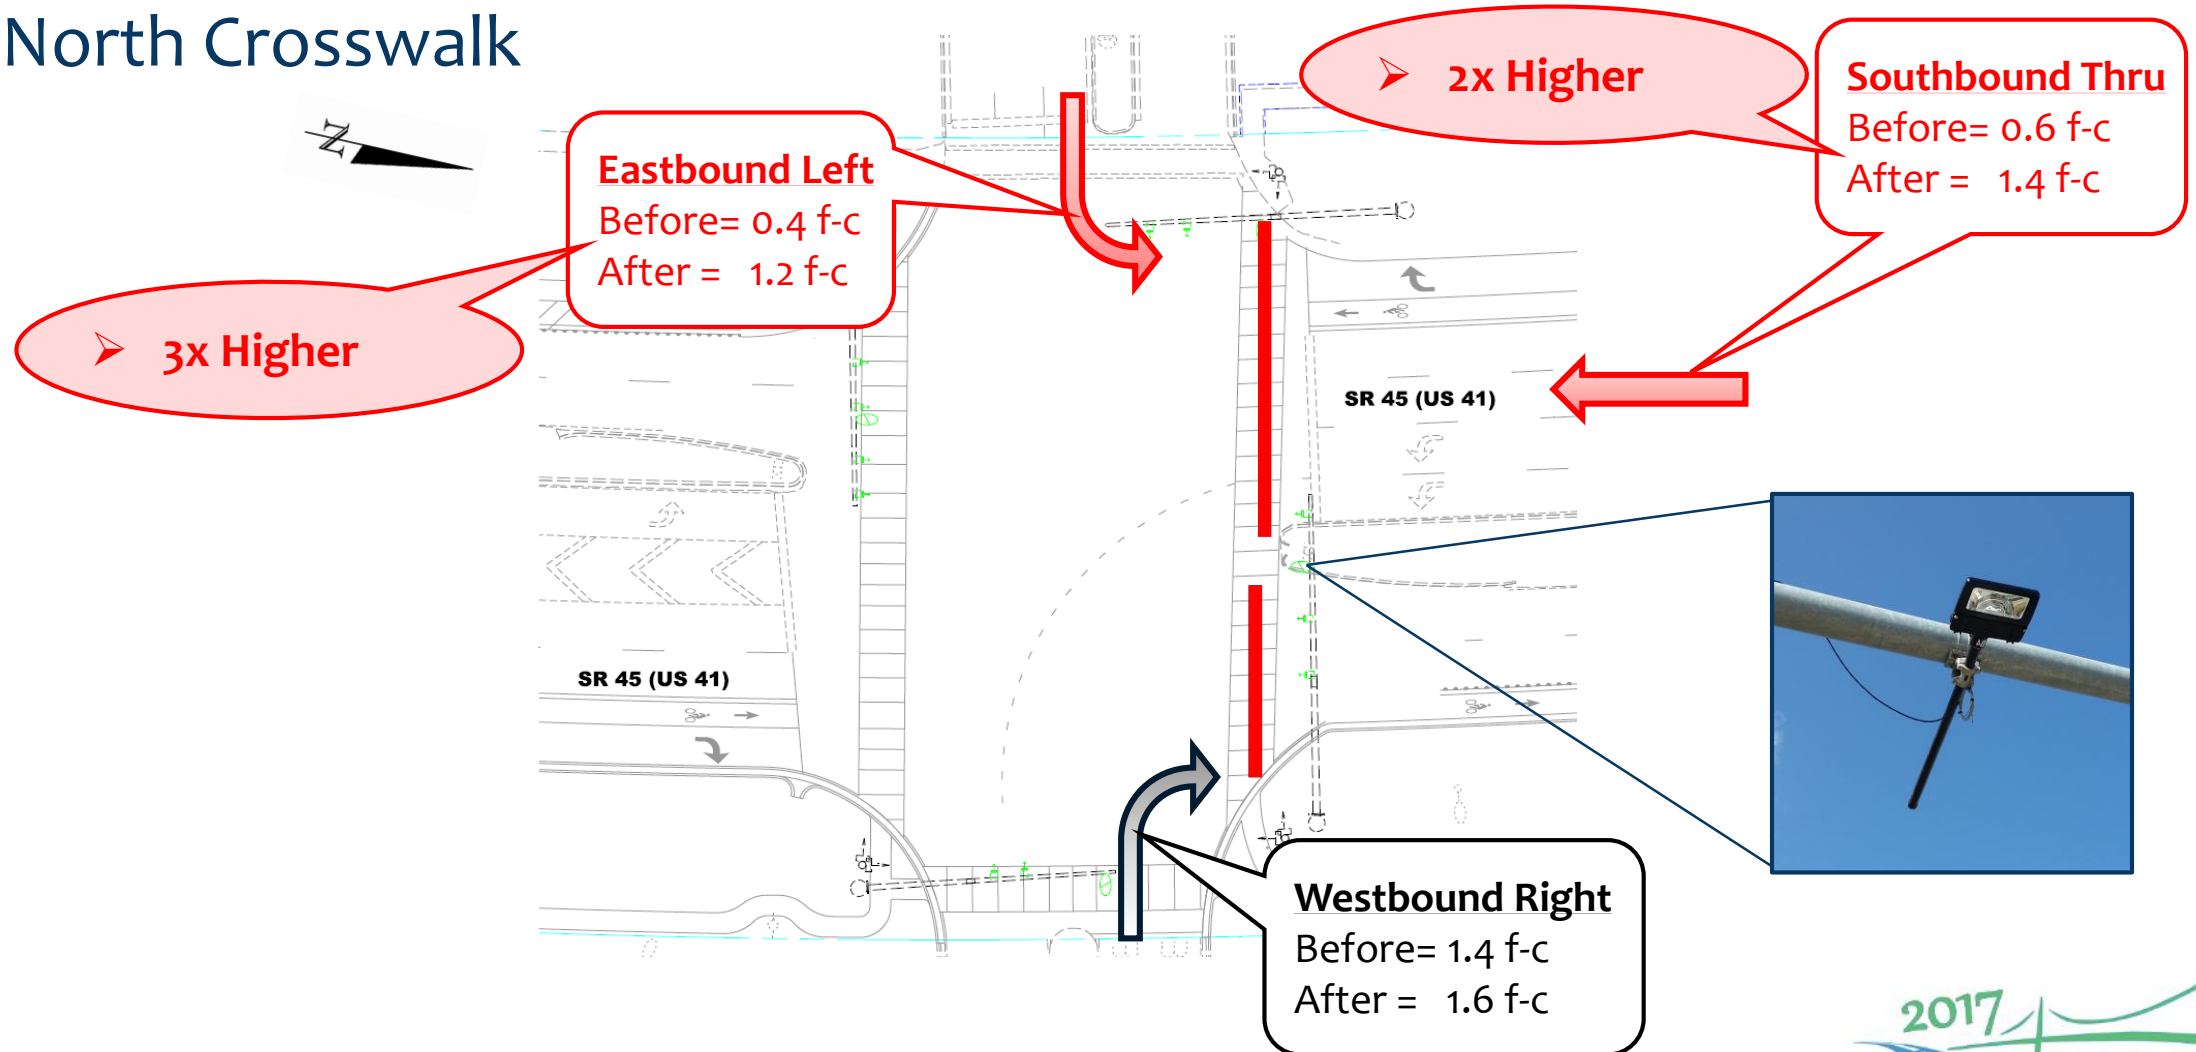 North Crosswalk
N
➢ 2x Higher
Southbound Thru
Before= 0.6 f-c
After = 1.4 f-c
Eastbound Left
Before= 0.4 f-c
After = 1.2 f-c
➢ 3x Higher
SR 45 (US 41)
SR 45 (US 41)
Westbound Right
Before= 1.4 f-c
After = 1.6 f-c
2017